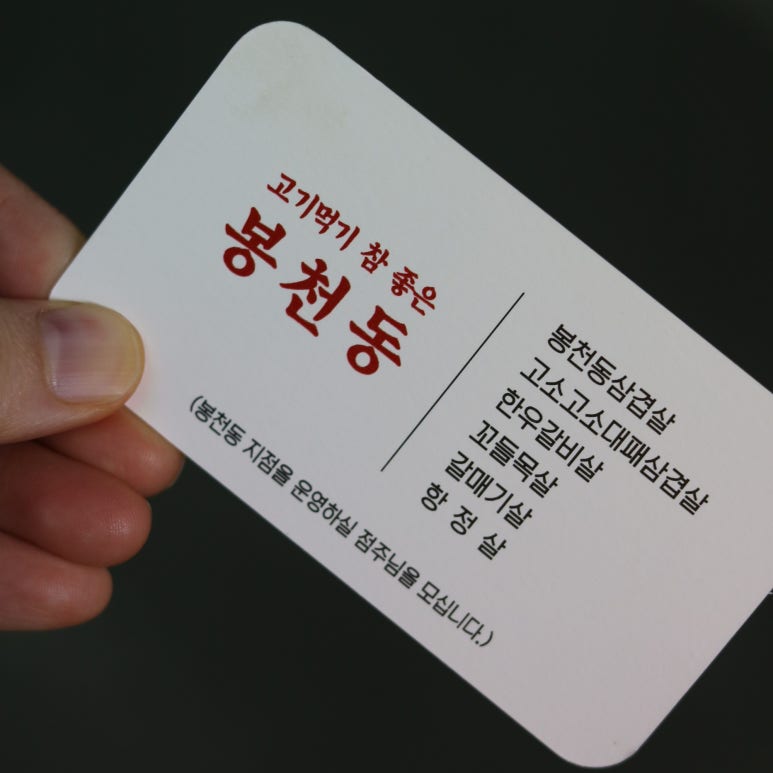 고기먹기 참 좋은
봉천동
봉천동삼겹살
고소고소대패삼겹살
한우갈비살
꼬들목살
갈매기살
항 정 살
(봉천동 지점을 운영하실 점주님을 모십니다.)